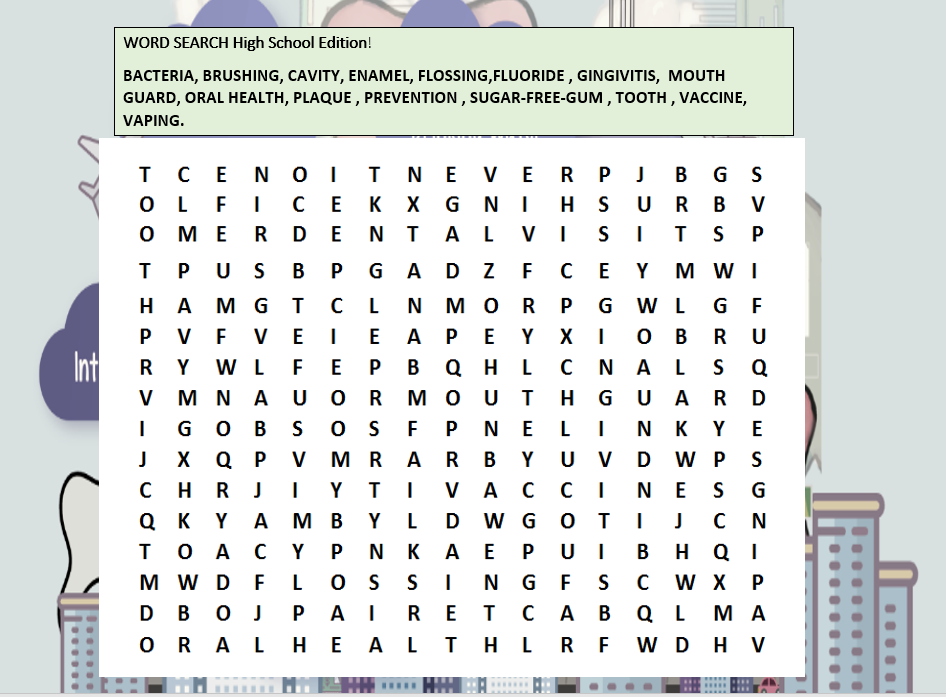 WORD SEARCH High School Edition!
BACTERIA, BRUSHING, CAVITY, ENAMEL, FLOSSING,FLUORIDE , GINGIVITIS, MOUTH
GUARD, ORAL HEALTH, PLAQUE , PREVENTION , SUGAR-FREE-GUM , TOOTH , VACCINE,
VAPING.
T C E N O I T N E V E R P J B G S
O L F I C E K X G N I H S U R B V
O M E R D E N T A L V I S I T S P
T P U S B P G A D Z F C E Y M W I
H A M G T C L N M O R P G W L G F
P V F V E I E A P E Y X I O B R U
Int
R Y W L F E P B Q H L C N A L S Q
V M N A U O R M O U T H G U A R D
I G O B S O S F P N E L I N K Y E
J X Q P V M R A R B Y U V D W P S
C H R J I Y T I V A C C I N E S G
Q K Y A M B Y L D W G O T I J C N
T O A C Y P N K A E P U I B H Q I
M W D F L O S S I N G F S C W X P
D B O J P A I R E T C A B Q L M A
O R A L H E A L T H L R F W D H V